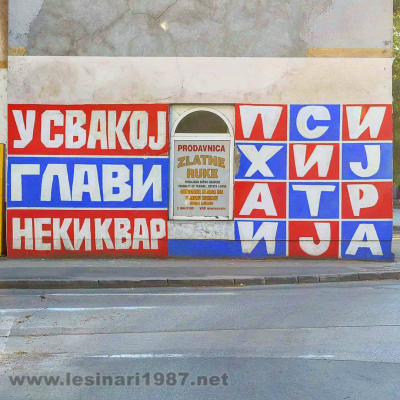 У СВАКОЈ
ГЛАВИ
НЕКИ КВАР
PRODAVNICA
ZLATNE
RUKE
ПСИ
ХИЈ
АТР
ИЈА
www.lesinari1987.net